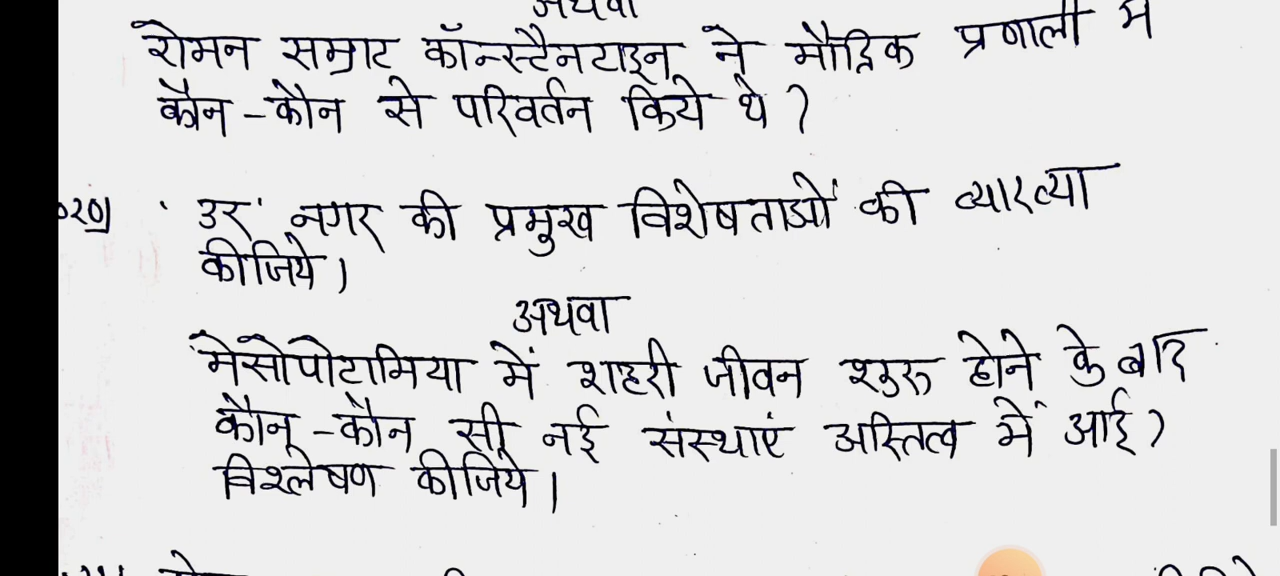 अथवा
रोमन सम्राट कॉन्स्टैनटाइन ने मौद्रिक प्रणाली में
कौन-कौन से परिवर्तन किये थे ?
प्र20] 'उर' नगर की प्रमुख विशेषताओं की व्याख्या
कीजिये।
अथवा
मेसोपोटामिया में शहरी जीवन शुरु होने के बाद
कौन-कौन सी नई संस्थाएं अस्तित्व में आई ?
विश्लेषण कीजिये।